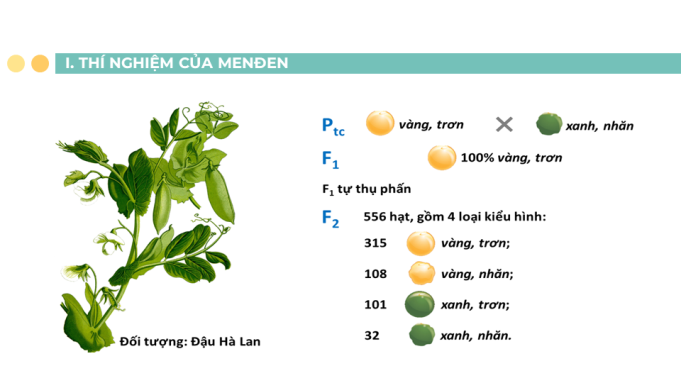 I. THÍ NGHIỆM CỦA MENĐEN
Ptc vàng, trơn × xanh, nhăn
F1 100% vàng, trơn
F1 tự thụ phấn
F2 556 hạt, gồm 4 loại kiểu hình:
315 vàng, trơn;
108 vàng, nhăn;
101 xanh, trơn;
32 xanh, nhăn.
Đối tượng: Đậu Hà Lan